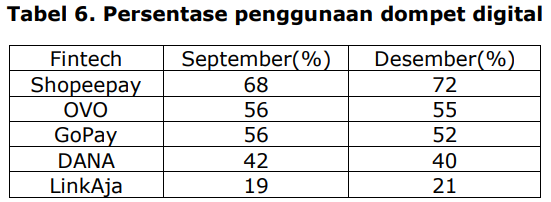 Tabel 6. Persentase penggunaan dompet digital
Fintech September(%) Desember(%)
Shopeepay 68 72
OVO 56 55
GoPay 56 52
DANA 42 40
LinkAja 19 21